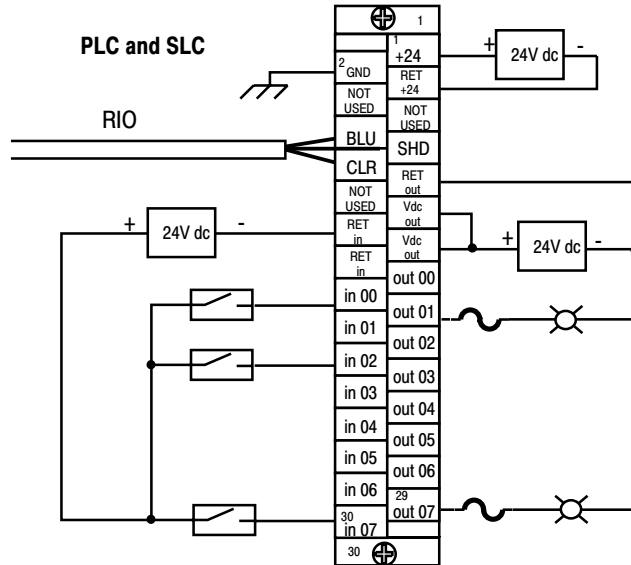 PLC and SLC
1
1
+24
+ 24V dc -
2
GND
RET
+24
NOT
USED
NOT
USED
RIO
BLU
SHD
CLR
RET
out
NOT
USED
Vdc
out
+ 24V dc -
RET
in
Vdc
out
+ 24V dc -
RET
in
out 00
in 00
out 01
in 01
out 02
in 02
out 03
in 03
out 04
in 04
out 05
in 05
out 06
in 06
29
out 07
30
in 07
30